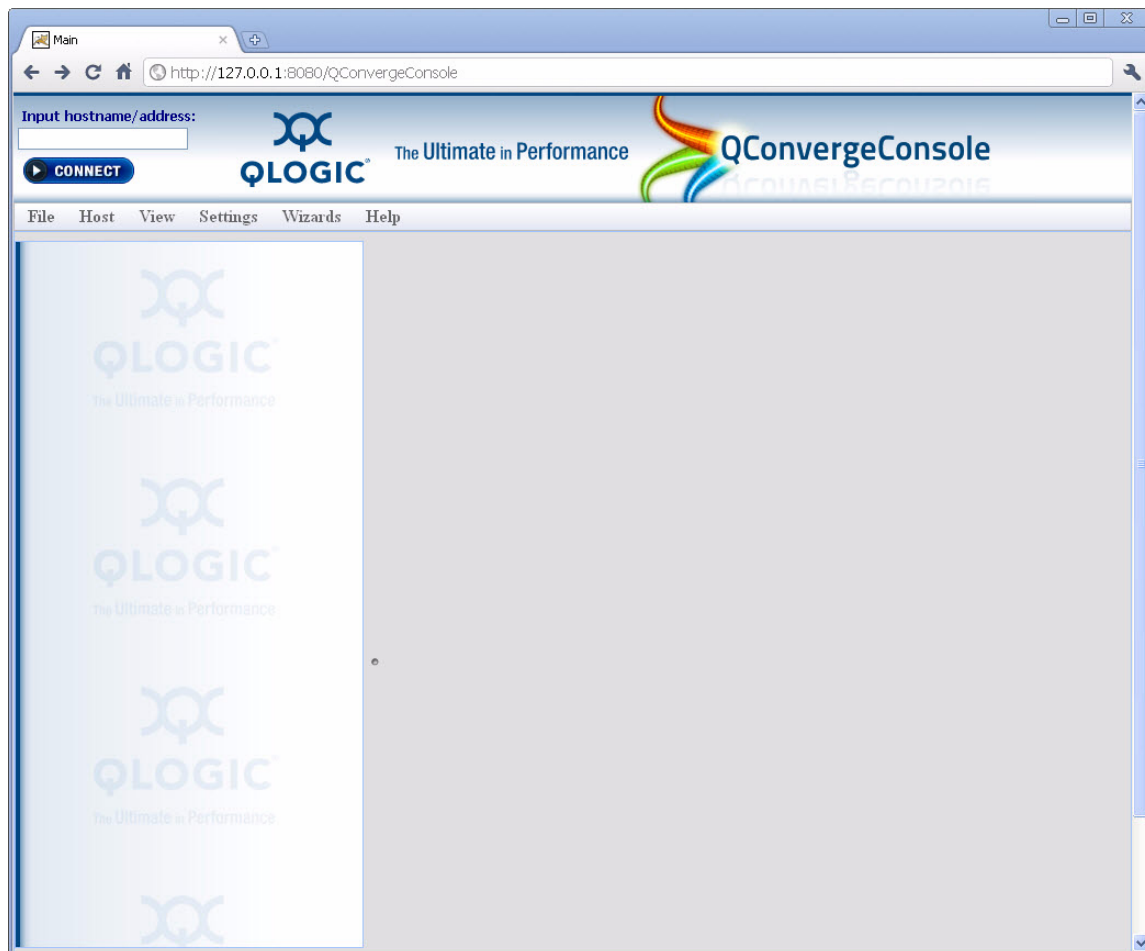 Main
http://127.0.0.1:8080/QConvergeConsole
Input hostname/address:
CONNECT
QLOGIC®
The Ultimate in Performance
QConvergeConsole
File Host View Settings Wizards Help
QLOGIC
The Ultimate in Performance
QLOGIC
The Ultimate in Performance
QLOGIC
The Ultimate in Performance